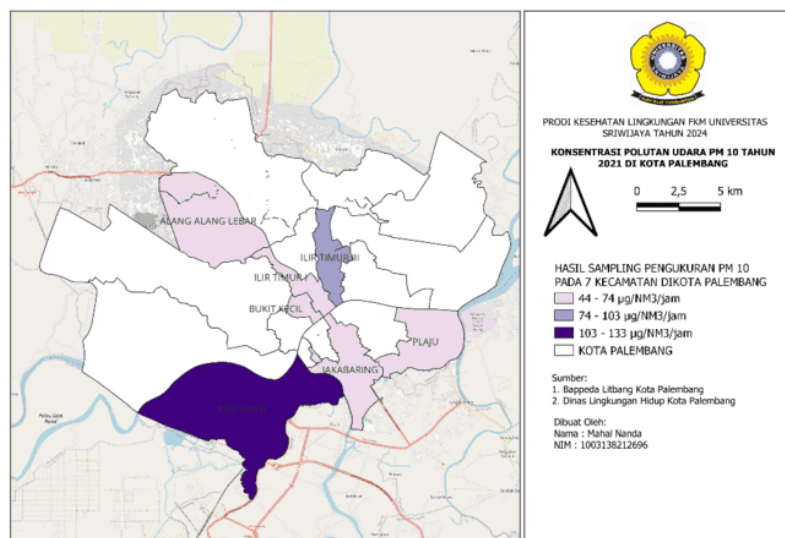 ALANG ALANG LEBAR
ILIR TIMUR III
ILIR TIMUR I
BUKIT KECIL
PLAJU
JAKABARING
KERTAPATI
UNIVERSITAS
SRIWIJAYA
PRODI KESEHATAN LINGKUNGAN FKM UNIVERSITAS
SRIWIJAYA TAHUN 2024
KONSENTRASI POLUTAN UDARA PM 10 TAHUN
2021 DI KOTA PALEMBANG
0 2,5 5 km
HASIL SAMPLING PENGUKURAN PM 10
PADA 7 KECAMATAN DIKOTA PALEMBANG
44 - 74 µg/NM3/jam
74 - 103 µg/NM3/jam
103 - 133 µg/NM3/jam
KOTA PALEMBANG
Sumber:
1. Bappeda Litbang Kota Palembang
2. Dinas Lingkungan Hidup Kota Palembang
Dibuat Oleh:
Nama : Mahal Nanda
NIM : 1003138212696